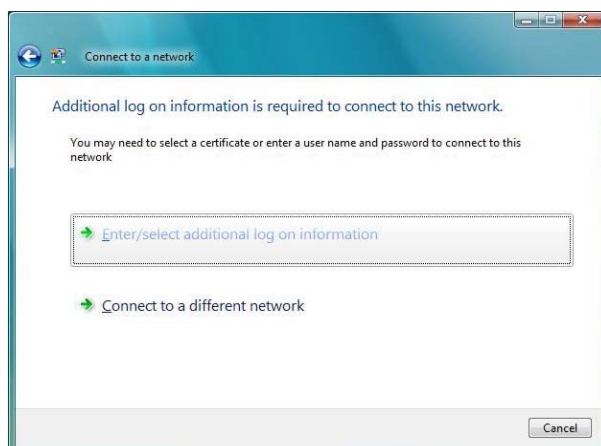 Connect to a network
Additional log on information is required to connect to this network.
You may need to select a certificate or enter a user name and password to connect to this
network
Enter/select additional log on information
Connect to a different network
Cancel